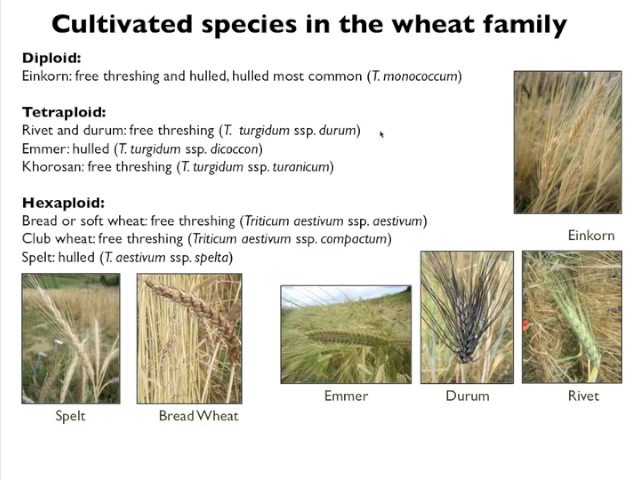 Cultivated species in the wheat family
Diploid:
Einkorn: free threshing and hulled, hulled most common (T. monococcum)
Tetraploid:
Rivet and durum: free threshing (T. turgidum ssp. durum)
Emmer: hulled (T. turgidum ssp. dicoccon)
Khorosan: free threshing (T. turgidum ssp. turanicum)
Hexaploid:
Bread or soft wheat: free threshing (Triticum aestivum ssp. aestivum)
Club wheat: free threshing (Triticum aestivum ssp. compactum)
Spelt: hulled (T. aestivum ssp. spelta)
Einkorn
Spelt
Bread Wheat
Emmer
Durum
Rivet